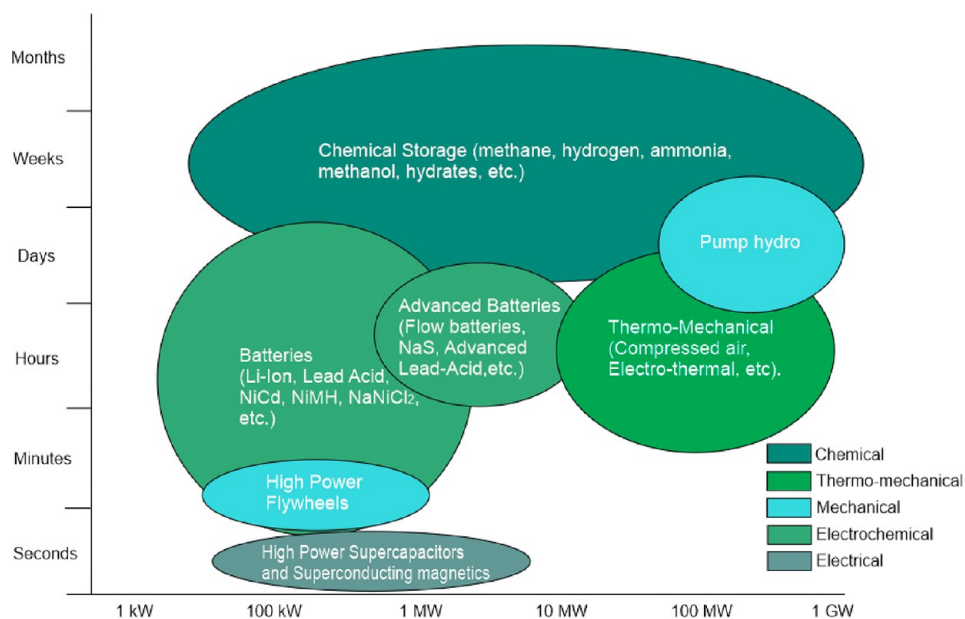 Months
Weeks
Days
Hours
Minutes
Seconds
Chemical Storage (methane, hydrogen, ammonia,
methanol, hydrates, etc.)
Pump hydro
Advanced Batteries
(Flow batteries,
NaS, Advanced
Lead-Acid,etc.)
Thermo-Mechanical
(Compressed air,
Electro-thermal, etc).
Batteries
(Li-Ion, Lead Acid,
NiCd, NiMH, NaNiCl₂,
etc.)
High Power
Flywheels
High Power Supercapacitors
and Superconducting magnetics
Chemical
Thermo-mechanical
Mechanical
Electrochemical
Electrical
1 kW 100 kW 1 MW 10 MW 100 MW 1 GW